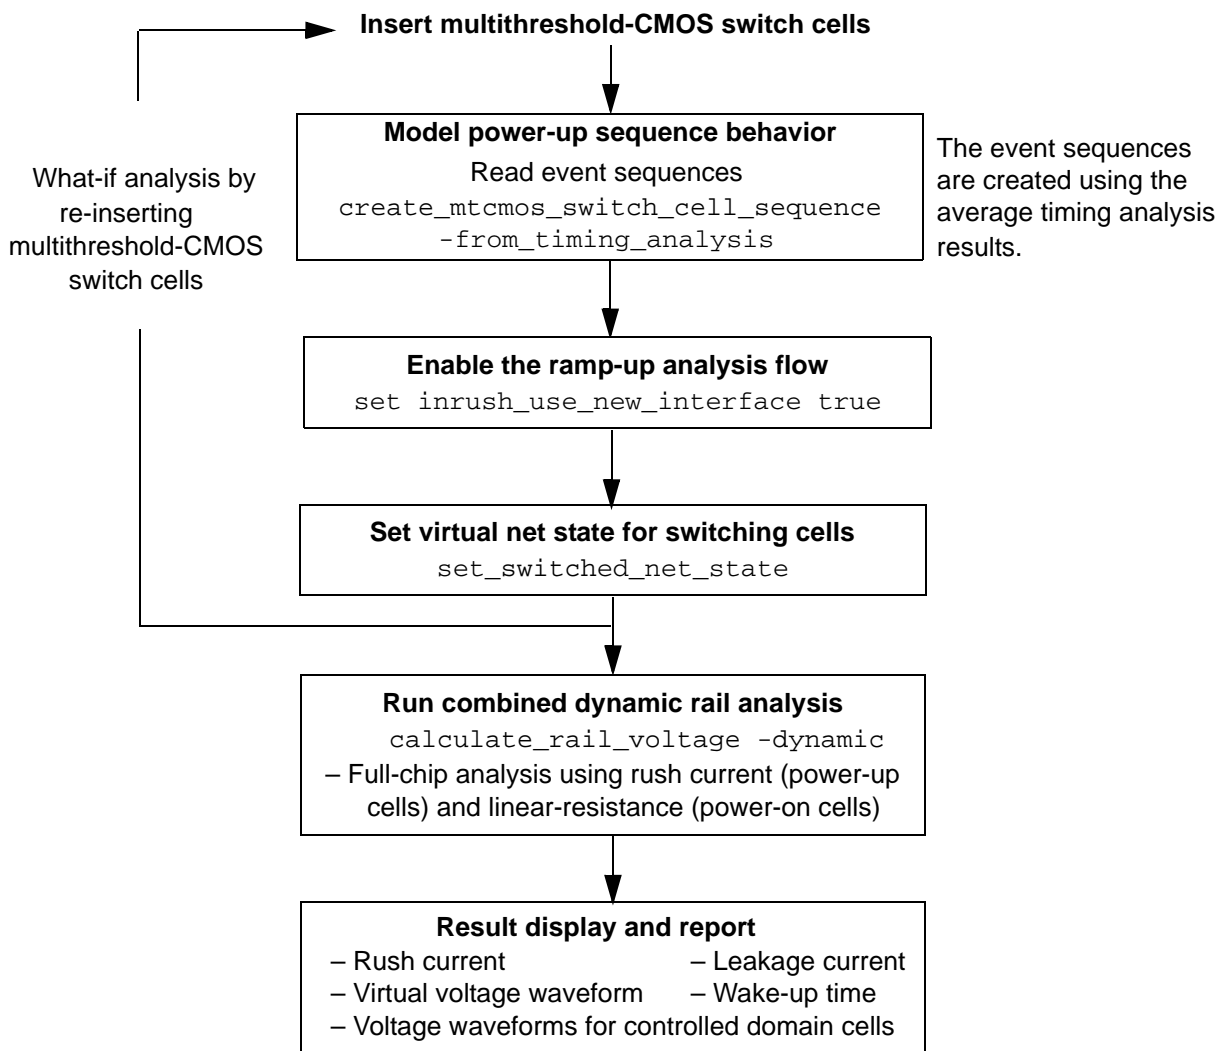 Insert multithreshold-CMOS switch cells
Model power-up sequence behavior
Read event sequences
create_mtcmos_switch_cell_sequence
-from_timing_analysis
The event sequences
are created using the
average timing analysis
results.
What-if analysis by
re-inserting
multithreshold-CMOS
switch cells
Enable the ramp-up analysis flow
set inrush_use_new_interface true
Set virtual net state for switching cells
set_switched_net_state
Run combined dynamic rail analysis
calculate_rail_voltage -dynamic
– Full-chip analysis using rush current (power-up
cells) and linear-resistance (power-on cells)
Result display and report
– Rush current
– Leakage current
– Virtual voltage waveform
– Wake-up time
– Voltage waveforms for controlled domain cells